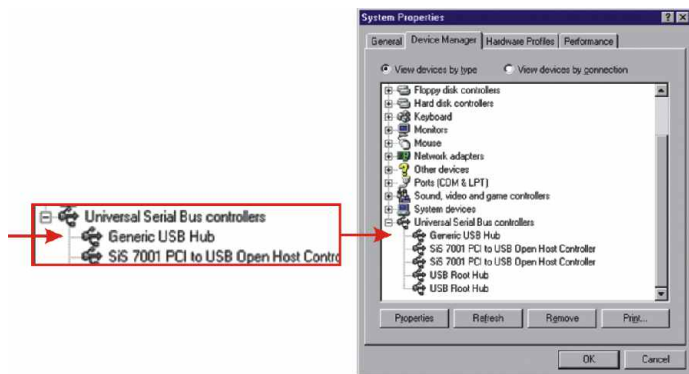 System Properties
General Device Manager Hardware Profiles Performance
View devices by type View devices by connection
Floppy disk controllers
Hard disk controllers
Keyboard
Monitors
Mouse
Network adapters
Other devices
Ports (COM & LPT)
Sound, video and game controllers
System devices
Universal Serial Bus controllers
Generic USB Hub
SiS 7001 PCI to USB Open Host Controller
SiS 7001 PCI to USB Open Host Controller
USB Root Hub
USB Root Hub
Properties Refresh Remove Print...
OK Cancel
Universal Serial Bus controllers
Generic USB Hub
SiS 7001 PCI to USB Open Host Contro